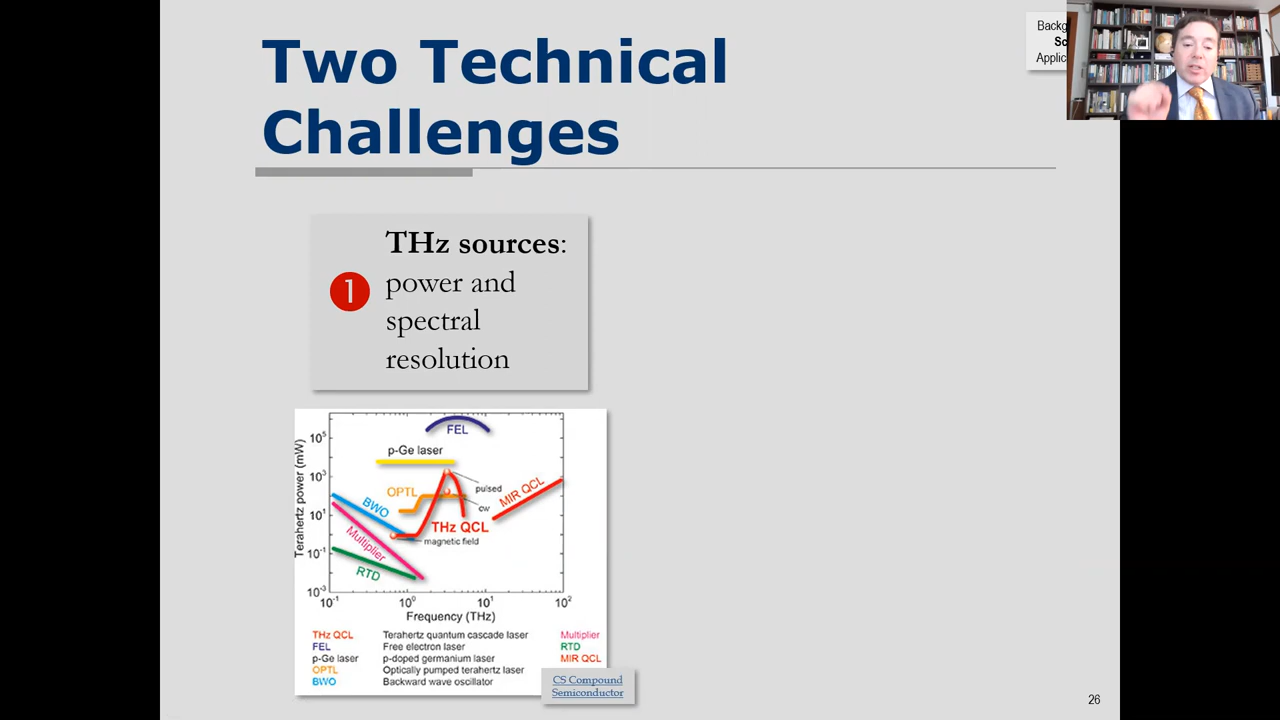 Two Technical
Challenges
Backg
Sc
Applic
1
THz sources:
power and
spectral
resolution
Terahertz power (mW)
10^5
10^3
10^1
10^-1
10^-3
10^-1
10^0
10^1
10^2
Frequency (THz)
FEL
p-Ge laser
OPTL
pulsed
MIR QCL
BWO
cw
THz QCL
Multiplier
magnetic field
RTD
THz QCL Terahertz quantum cascade laser Multiplier
FEL Free electron laser RTD
p-Ge laser p-doped germanium laser MIR QCL
OPTL Optically pumped terahertz laser
BWO Backward wave oscillator
CS Compound
Semiconductor
26